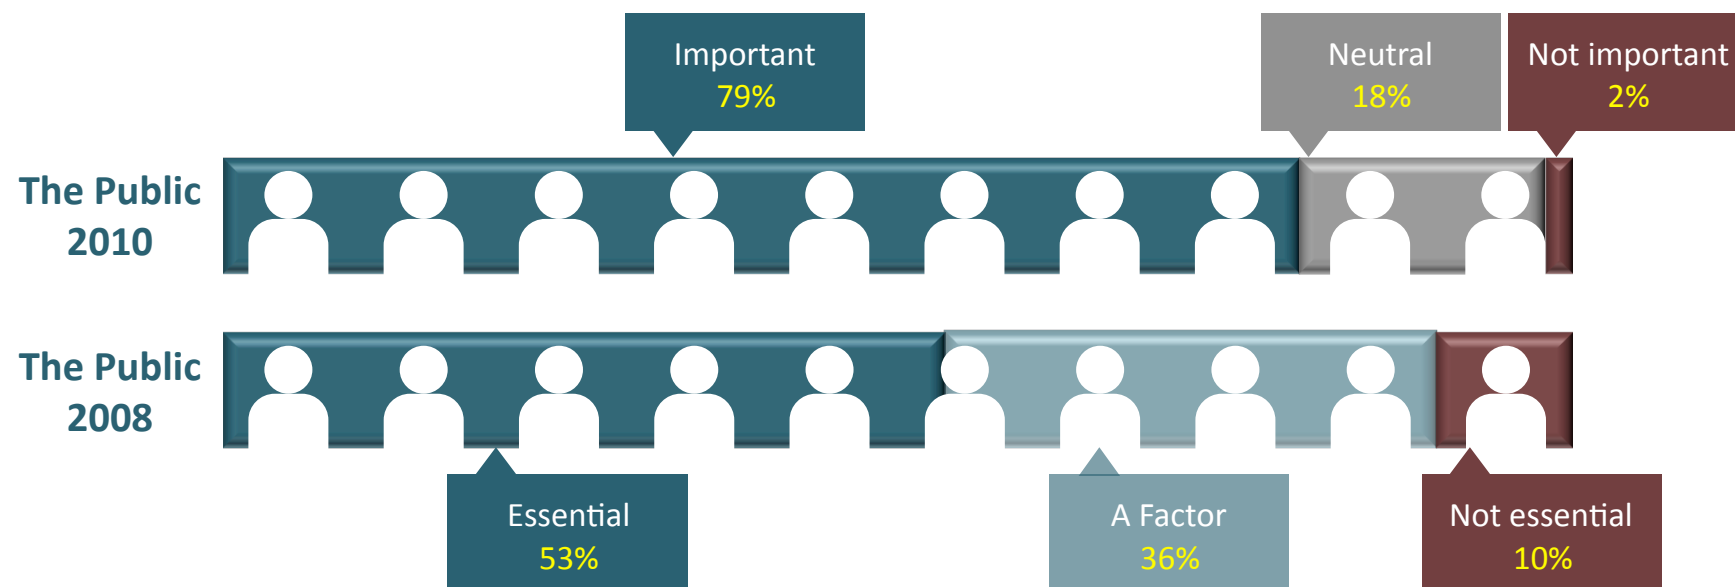 Important
79%
Neutral
18%
Not important
2%
The Public
2010
The Public
2008
Essential
53%
A Factor
36%
Not essential
10%